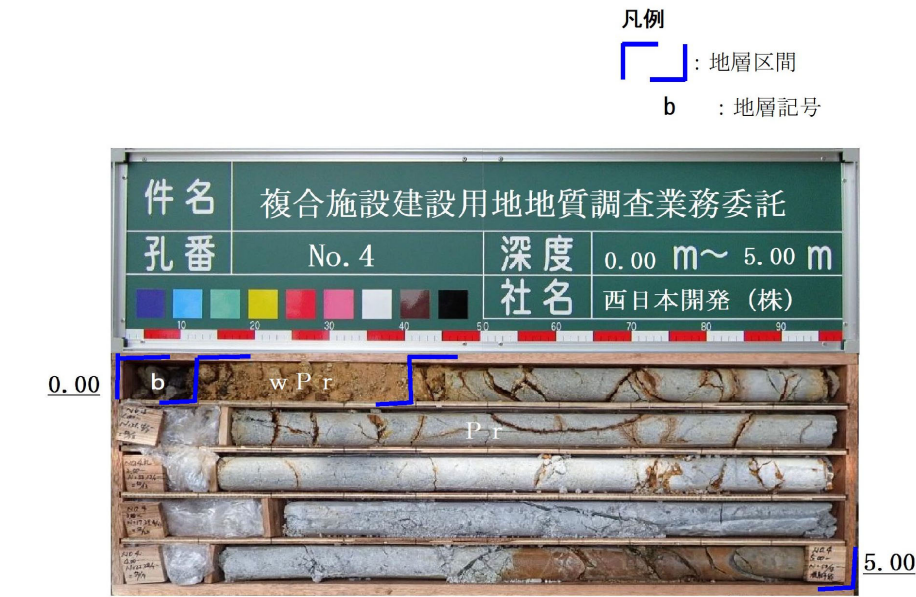 凡例
：地層区間
b ：地層記号
件名 複合施設建設用地地質調査業務委託
孔番 No.4 深度 0.00 m～ 5.00 m
社名 西日本開発（株）
10 20 30 40 50 60 70 80 90
0.00 b wPr
Pr
5.00